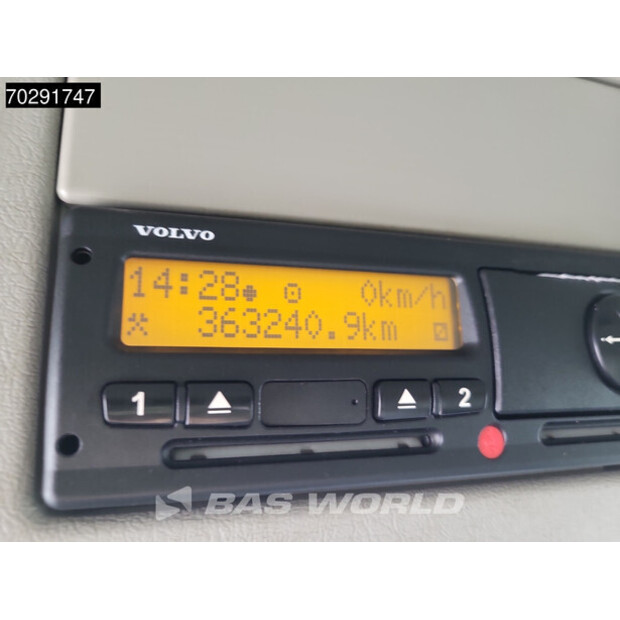 70291747
VOLVO
14:28 0km/h
363240.9km
1 2
BAS WORLD